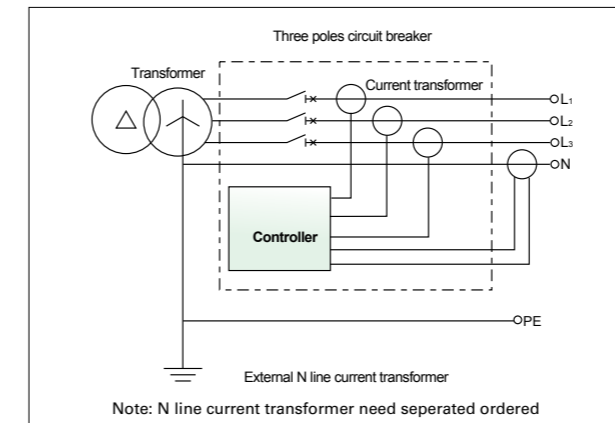 Three poles circuit breaker
Transformer
Current transformer
L1
L2
L3
N
Controller
PE
External N line current transformer
Note: N line current transformer need seperated ordered